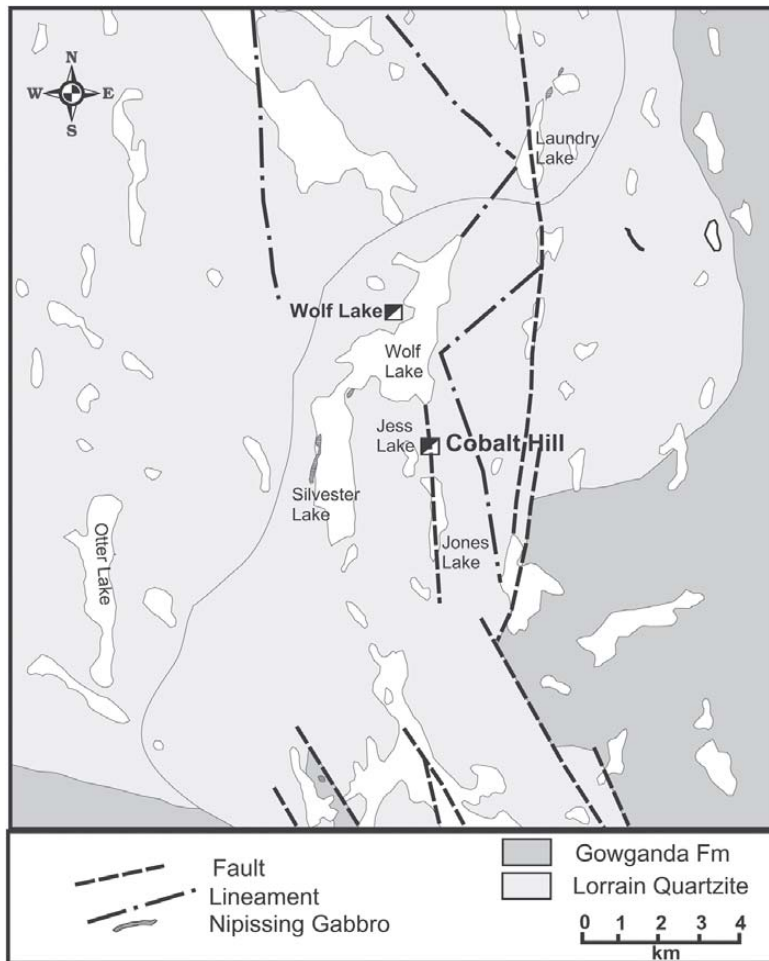 N
W E
S
Laundry
Lake
Wolf Lake
Wolf
Lake
Jess
Lake
Cobalt Hill
Silvester
Lake
Otter Lake
Jones
Lake
Fault
Lineament
Nipissing Gabbro
Gowganda Fm
Lorrain Quartzite
0 1 2 3 4
km